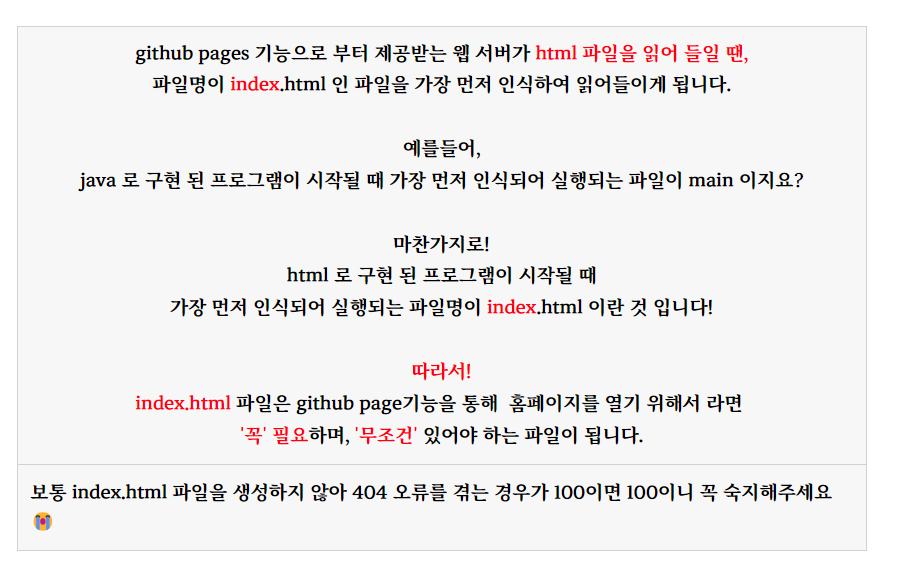 github pages 기능으로 부터 제공받는 웹 서버가 html 파일을 읽어 들일 땐,
파일명이 index.html 인 파일을 가장 먼저 인식하여 읽어들이게 됩니다.
예를들어,
java 로 구현 된 프로그램이 시작될 때 가장 먼저 인식되어 실행되는 파일이 main 이지요?
마찬가지로!
html 로 구현 된 프로그램이 시작될 때
가장 먼저 인식되어 실행되는 파일명이 index.html 이란 것 입니다!
따라서!
index.html 파일은 github page기능을 통해  홈페이지를 열기 위해서 라면
'꼭' 필요하며, '무조건' 있어야 하는 파일이 됩니다.
보통 index.html 파일을 생성하지 않아 404 오류를 겪는 경우가 100이면 100이니 꼭 숙지해주세요
😭